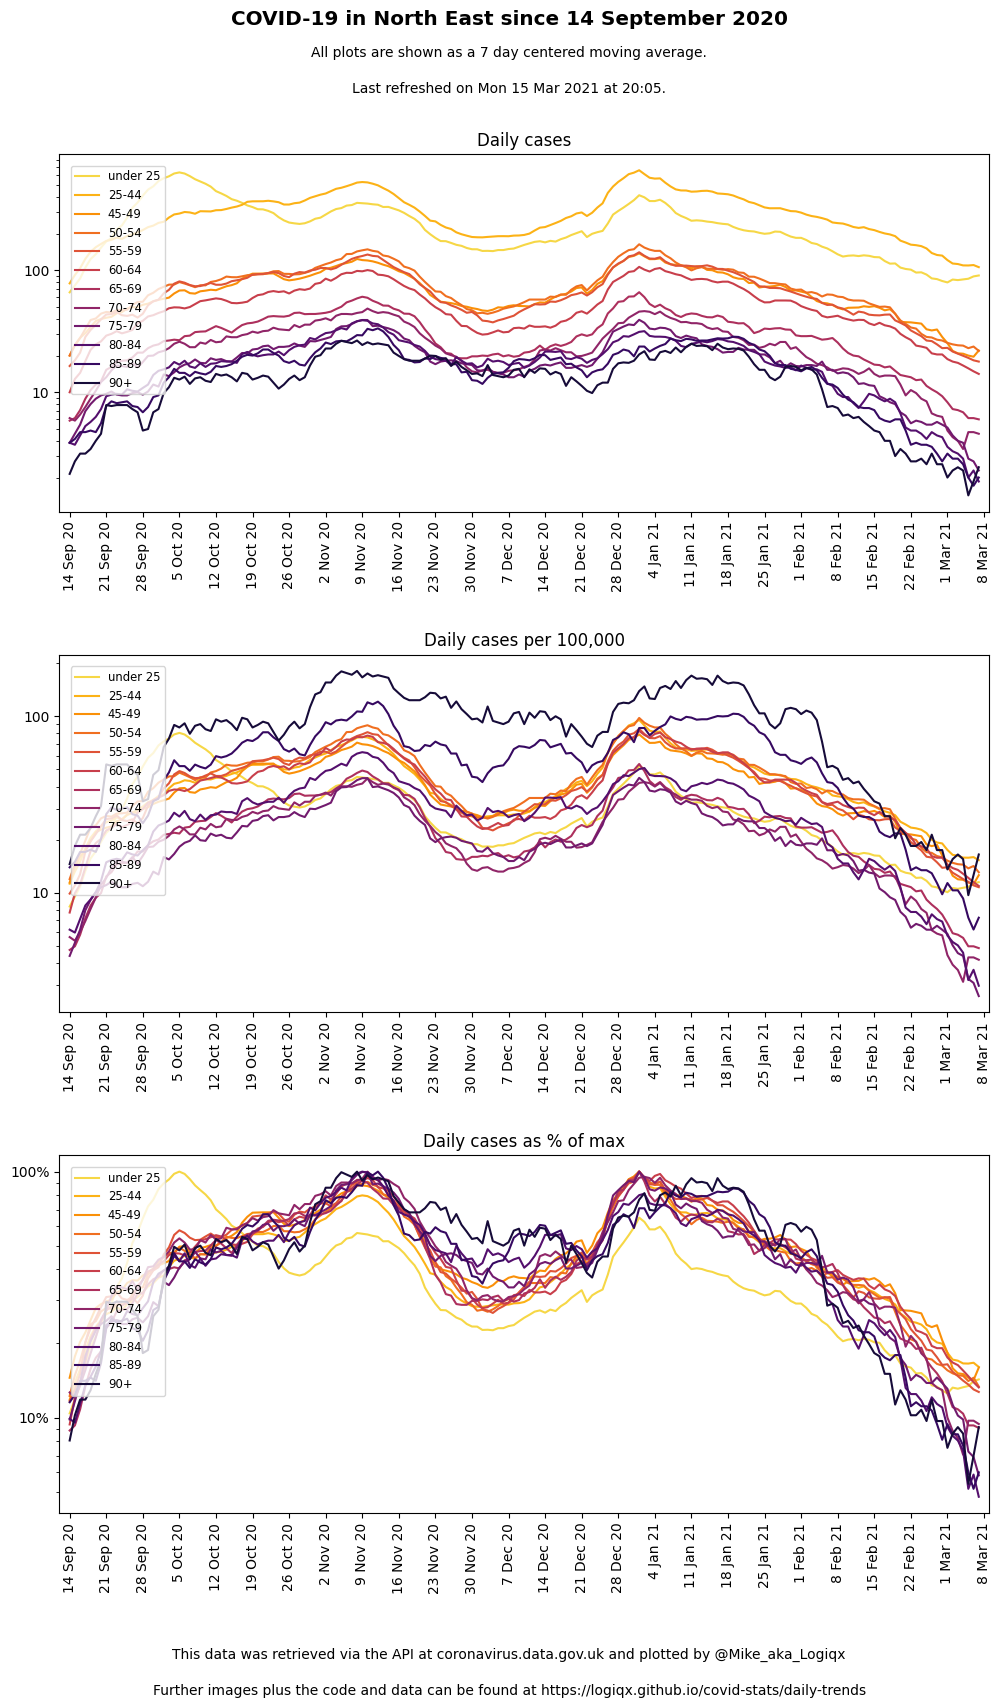 COVID-19 in North East since 14 September 2020
All plots are shown as a 7 day centered moving average.
Last refreshed on Mon 15 Mar 2021 at 20:05.
Daily cases
100
10
under 25
25-44
45-49
50-54
55-59
60-64
65-69
70-74
75-79
80-84
85-89
90+
14 Sep 20
21 Sep 20
28 Sep 20
5 Oct 20
12 Oct 20
19 Oct 20
26 Oct 20
2 Nov 20
9 Nov 20
16 Nov 20
23 Nov 20
30 Nov 20
7 Dec 20
14 Dec 20
21 Dec 20
28 Dec 20
4 Jan 21
11 Jan 21
18 Jan 21
25 Jan 21
1 Feb 21
8 Feb 21
15 Feb 21
22 Feb 21
1 Mar 21
8 Mar 21
Daily cases per 100,000
100
10
under 25
25-44
45-49
50-54
55-59
60-64
65-69
70-74
75-79
80-84
85-89
90+
14 Sep 20
21 Sep 20
28 Sep 20
5 Oct 20
12 Oct 20
19 Oct 20
26 Oct 20
2 Nov 20
9 Nov 20
16 Nov 20
23 Nov 20
30 Nov 20
7 Dec 20
14 Dec 20
21 Dec 20
28 Dec 20
4 Jan 21
11 Jan 21
18 Jan 21
25 Jan 21
1 Feb 21
8 Feb 21
15 Feb 21
22 Feb 21
1 Mar 21
8 Mar 21
Daily cases as % of max
100%
10%
under 25
25-44
45-49
50-54
55-59
60-64
65-69
70-74
75-79
80-84
85-89
90+
14 Sep 20
21 Sep 20
28 Sep 20
5 Oct 20
12 Oct 20
19 Oct 20
26 Oct 20
2 Nov 20
9 Nov 20
16 Nov 20
23 Nov 20
30 Nov 20
7 Dec 20
14 Dec 20
21 Dec 20
28 Dec 20
4 Jan 21
11 Jan 21
18 Jan 21
25 Jan 21
1 Feb 21
8 Feb 21
15 Feb 21
22 Feb 21
1 Mar 21
8 Mar 21
This data was retrieved via the API at coronavirus.data.gov.uk and plotted by @Mike_aka_Logiqx
Further images plus the code and data can be found at https://logiqx.github.io/covid-stats/daily-trends